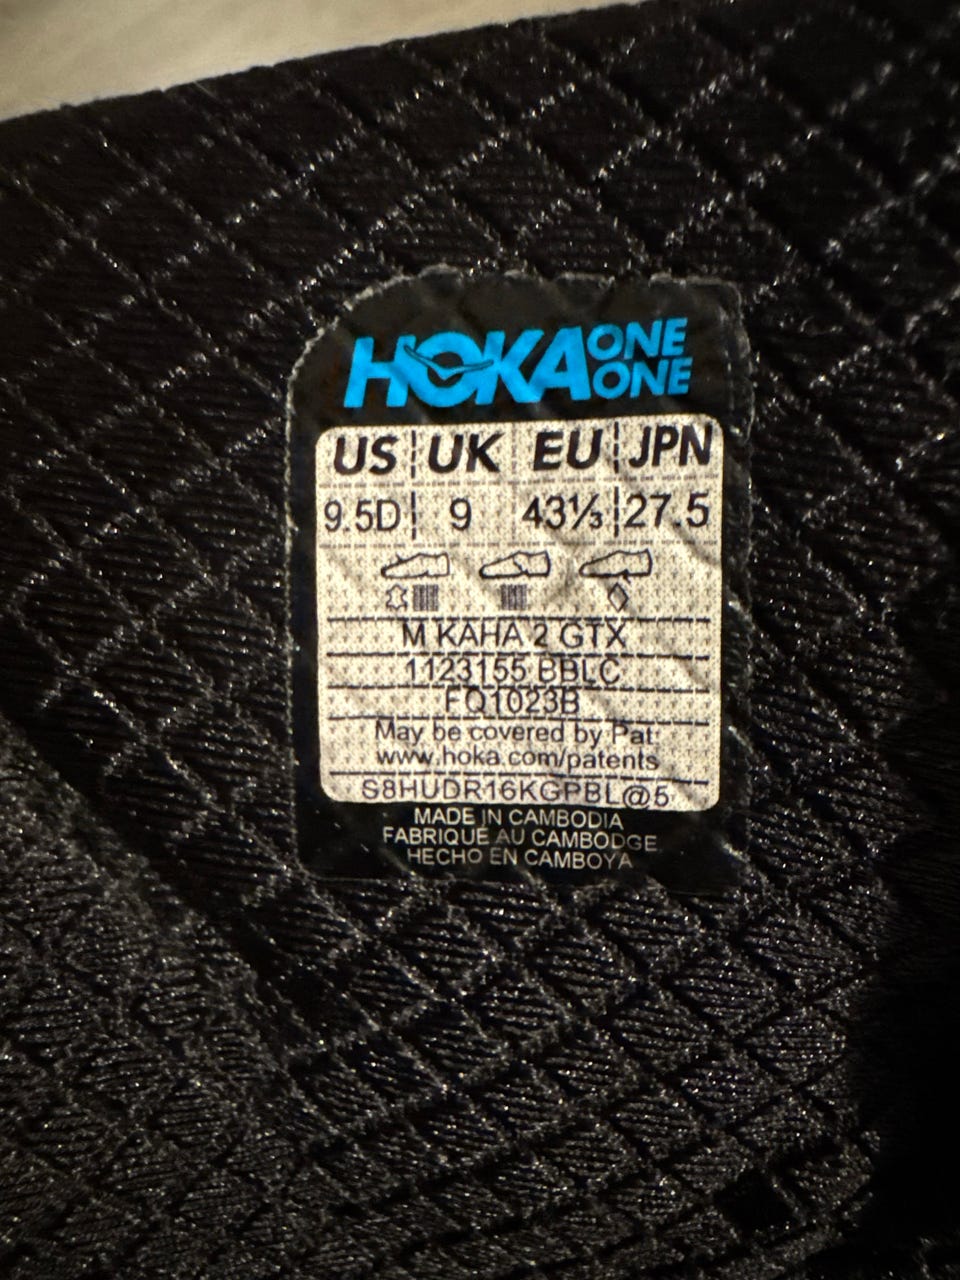 HOKA ONE ONE
US UK EU JPN
9.5D 9 43⅓ 27.5
M KAHA 2 GTX
1123155 BBLC
FQ1023B
May be covered by Pat:
www.hoka.com/patents
S8HUDR16KGPBL@5
MADE IN CAMBODIA
FABRIQUÉ AU CAMBODGE
HECHO EN CAMBOYA